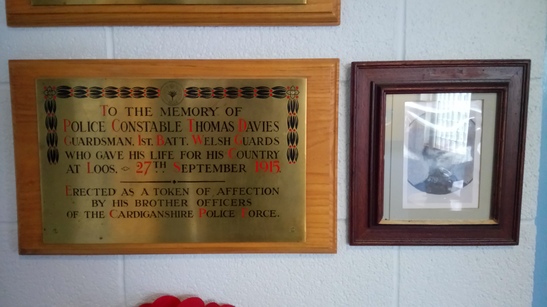 TO THE MEMORY OF
POLICE CONSTABLE THOMAS DAVIES
GUARDSMAN, 1ST. BATT. WELSH GUARDS
WHO GAVE HIS LIFE FOR HIS COUNTRY
AT LOOS, 27TH SEPTEMBER 1915.
ERECTED AS A TOKEN OF AFFECTION
BY HIS BROTHER OFFICERS
OF THE CARDIGANSHIRE POLICE FORCE.